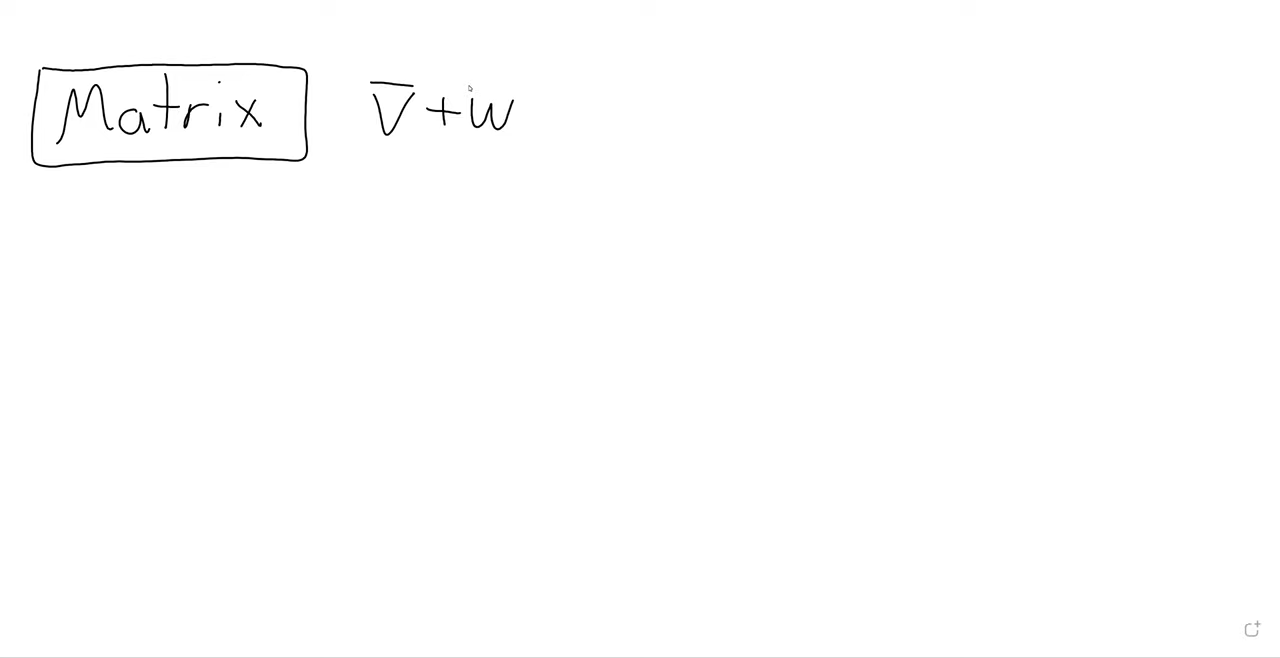 Matrix v̅ + w